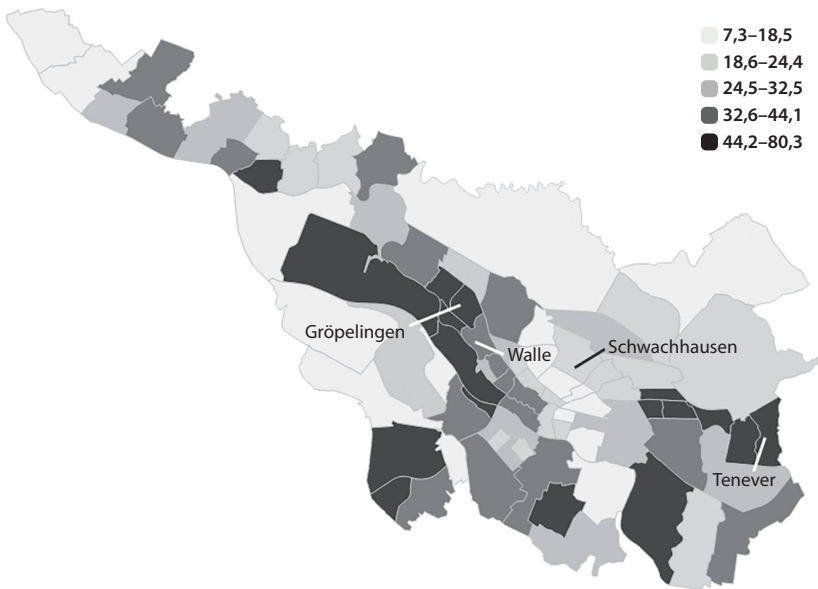 7,3–18,5
18,6–24,4
24,5–32,5
32,6–44,1
44,2–80,3
Gröpelingen
Walle
Schwachhausen
Tenever